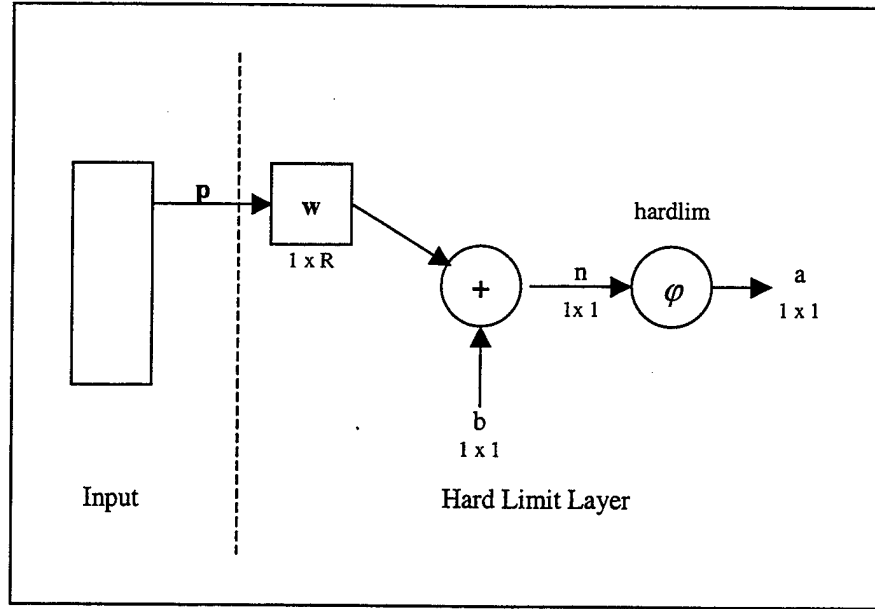 p
w
1 x R
hardlim
+
n
1x 1
φ
a
1 x 1
b
1 x 1
Input
Hard Limit Layer